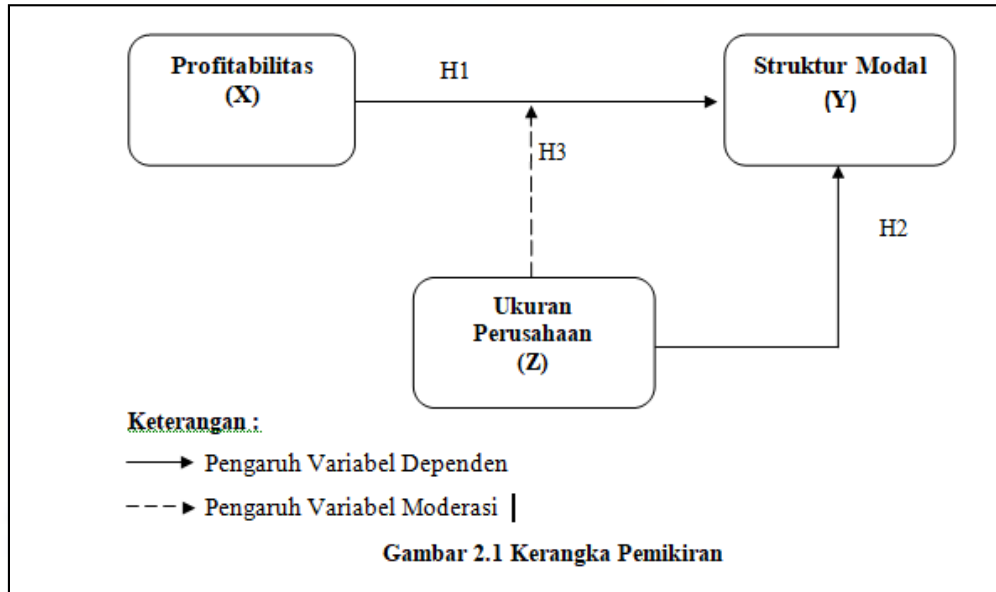 Profitabilitas
(X)
H1
Struktur Modal
(Y)
H3
H2
Ukuran
Perusahaan
(Z)
Keterangan :
Pengaruh Variabel Dependen
Pengaruh Variabel Moderasi
Gambar 2.1 Kerangka Pemikiran